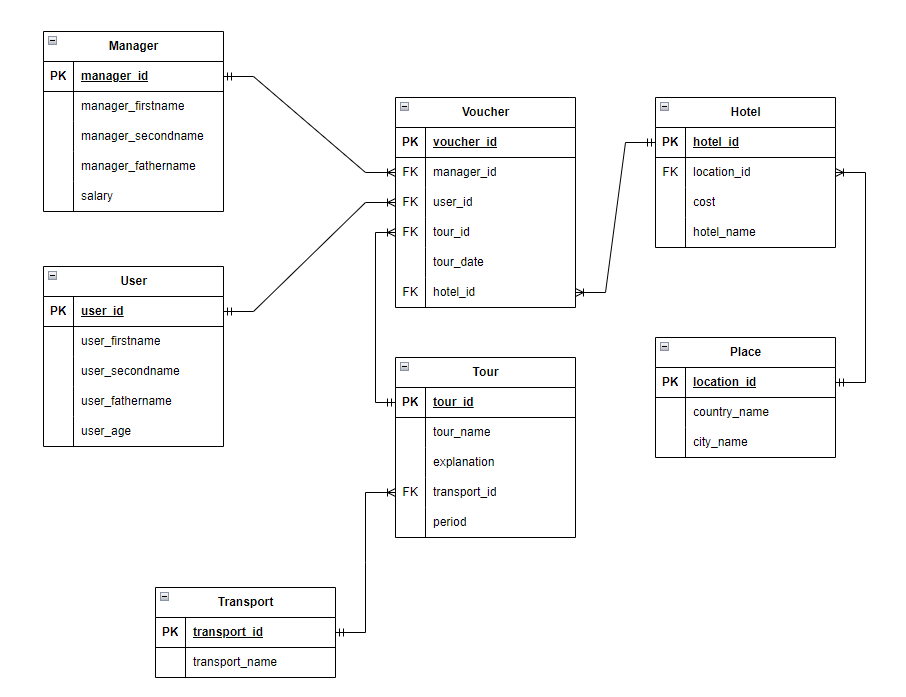 Manager
PK manager_id
manager_firstname
manager_secondname
manager_fathername
salary
User
PK user_id
user_firstname
user_secondname
user_fathername
user_age
Voucher
PK voucher_id
FK manager_id
FK user_id
FK tour_id
tour_date
FK hotel_id
Tour
PK tour_id
tour_name
explanation
FK transport_id
period
Hotel
PK hotel_id
FK location_id
cost
hotel_name
Place
PK location_id
country_name
city_name
Transport
PK transport_id
transport_name